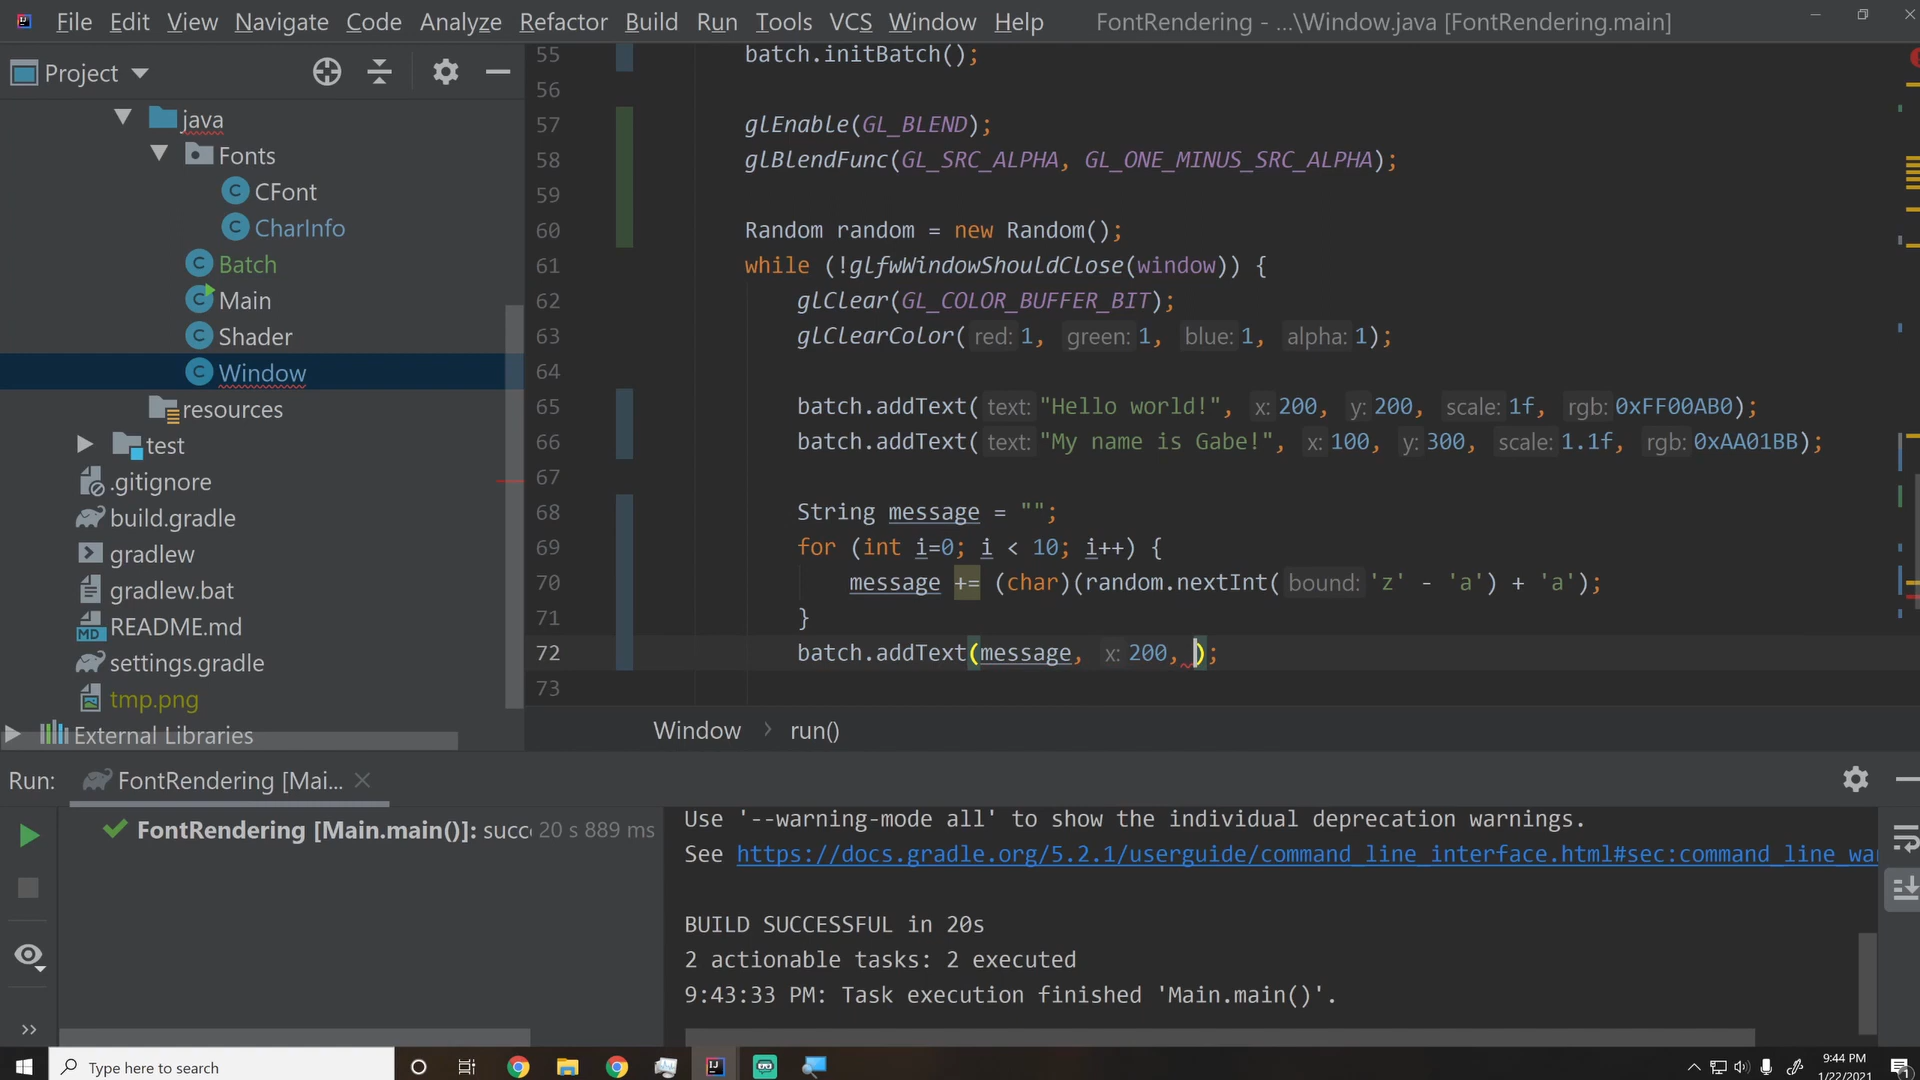 File Edit View Navigate Code Analyze Refactor Build Run Tools VCS Window Help FontRendering - ...\Window.java [FontRendering.main]
Project
java
Fonts
CFont
CharInfo
Batch
Main
Shader
Window
resources
test
.gitignore
build.gradle
gradlew
gradlew.bat
README.md
settings.gradle
tmp.png
External Libraries
55 batch.initBatch();
56
57 glEnable(GL_BLEND);
58 glBlendFunc(GL_SRC_ALPHA, GL_ONE_MINUS_SRC_ALPHA);
59
60 Random random = new Random();
61 while (!glfwWindowShouldClose(window)) {
62 glClear(GL_COLOR_BUFFER_BIT);
63 glClearColor( red: 1, green: 1, blue: 1, alpha: 1);
64
65 batch.addText( text: "Hello world!", x: 200, y: 200, scale: 1f, rgb: 0xFF00AB0);
66 batch.addText( text: "My name is Gabe!", x: 100, y: 300, scale: 1.1f, rgb: 0xAA01BB);
67
68 String message = "";
69 for (int i=0; i < 10; i++) {
70 message += (char)(random.nextInt( bound: 'z' - 'a') + 'a');
71 }
72 batch.addText(message, x: 200, );
73
Window › run()
Run: FontRendering [Mai...
FontRendering [Main.main()]: succ 20 s 889 ms
Use '--warning-mode all' to show the individual deprecation warnings.
See https://docs.gradle.org/5.2.1/userguide/command_line_interface.html#sec:command_line_wa

BUILD SUCCESSFUL in 20s
2 actionable tasks: 2 executed
9:43:33 PM: Task execution finished 'Main.main()'.
Type here to search
9:44 PM
1/22/2021